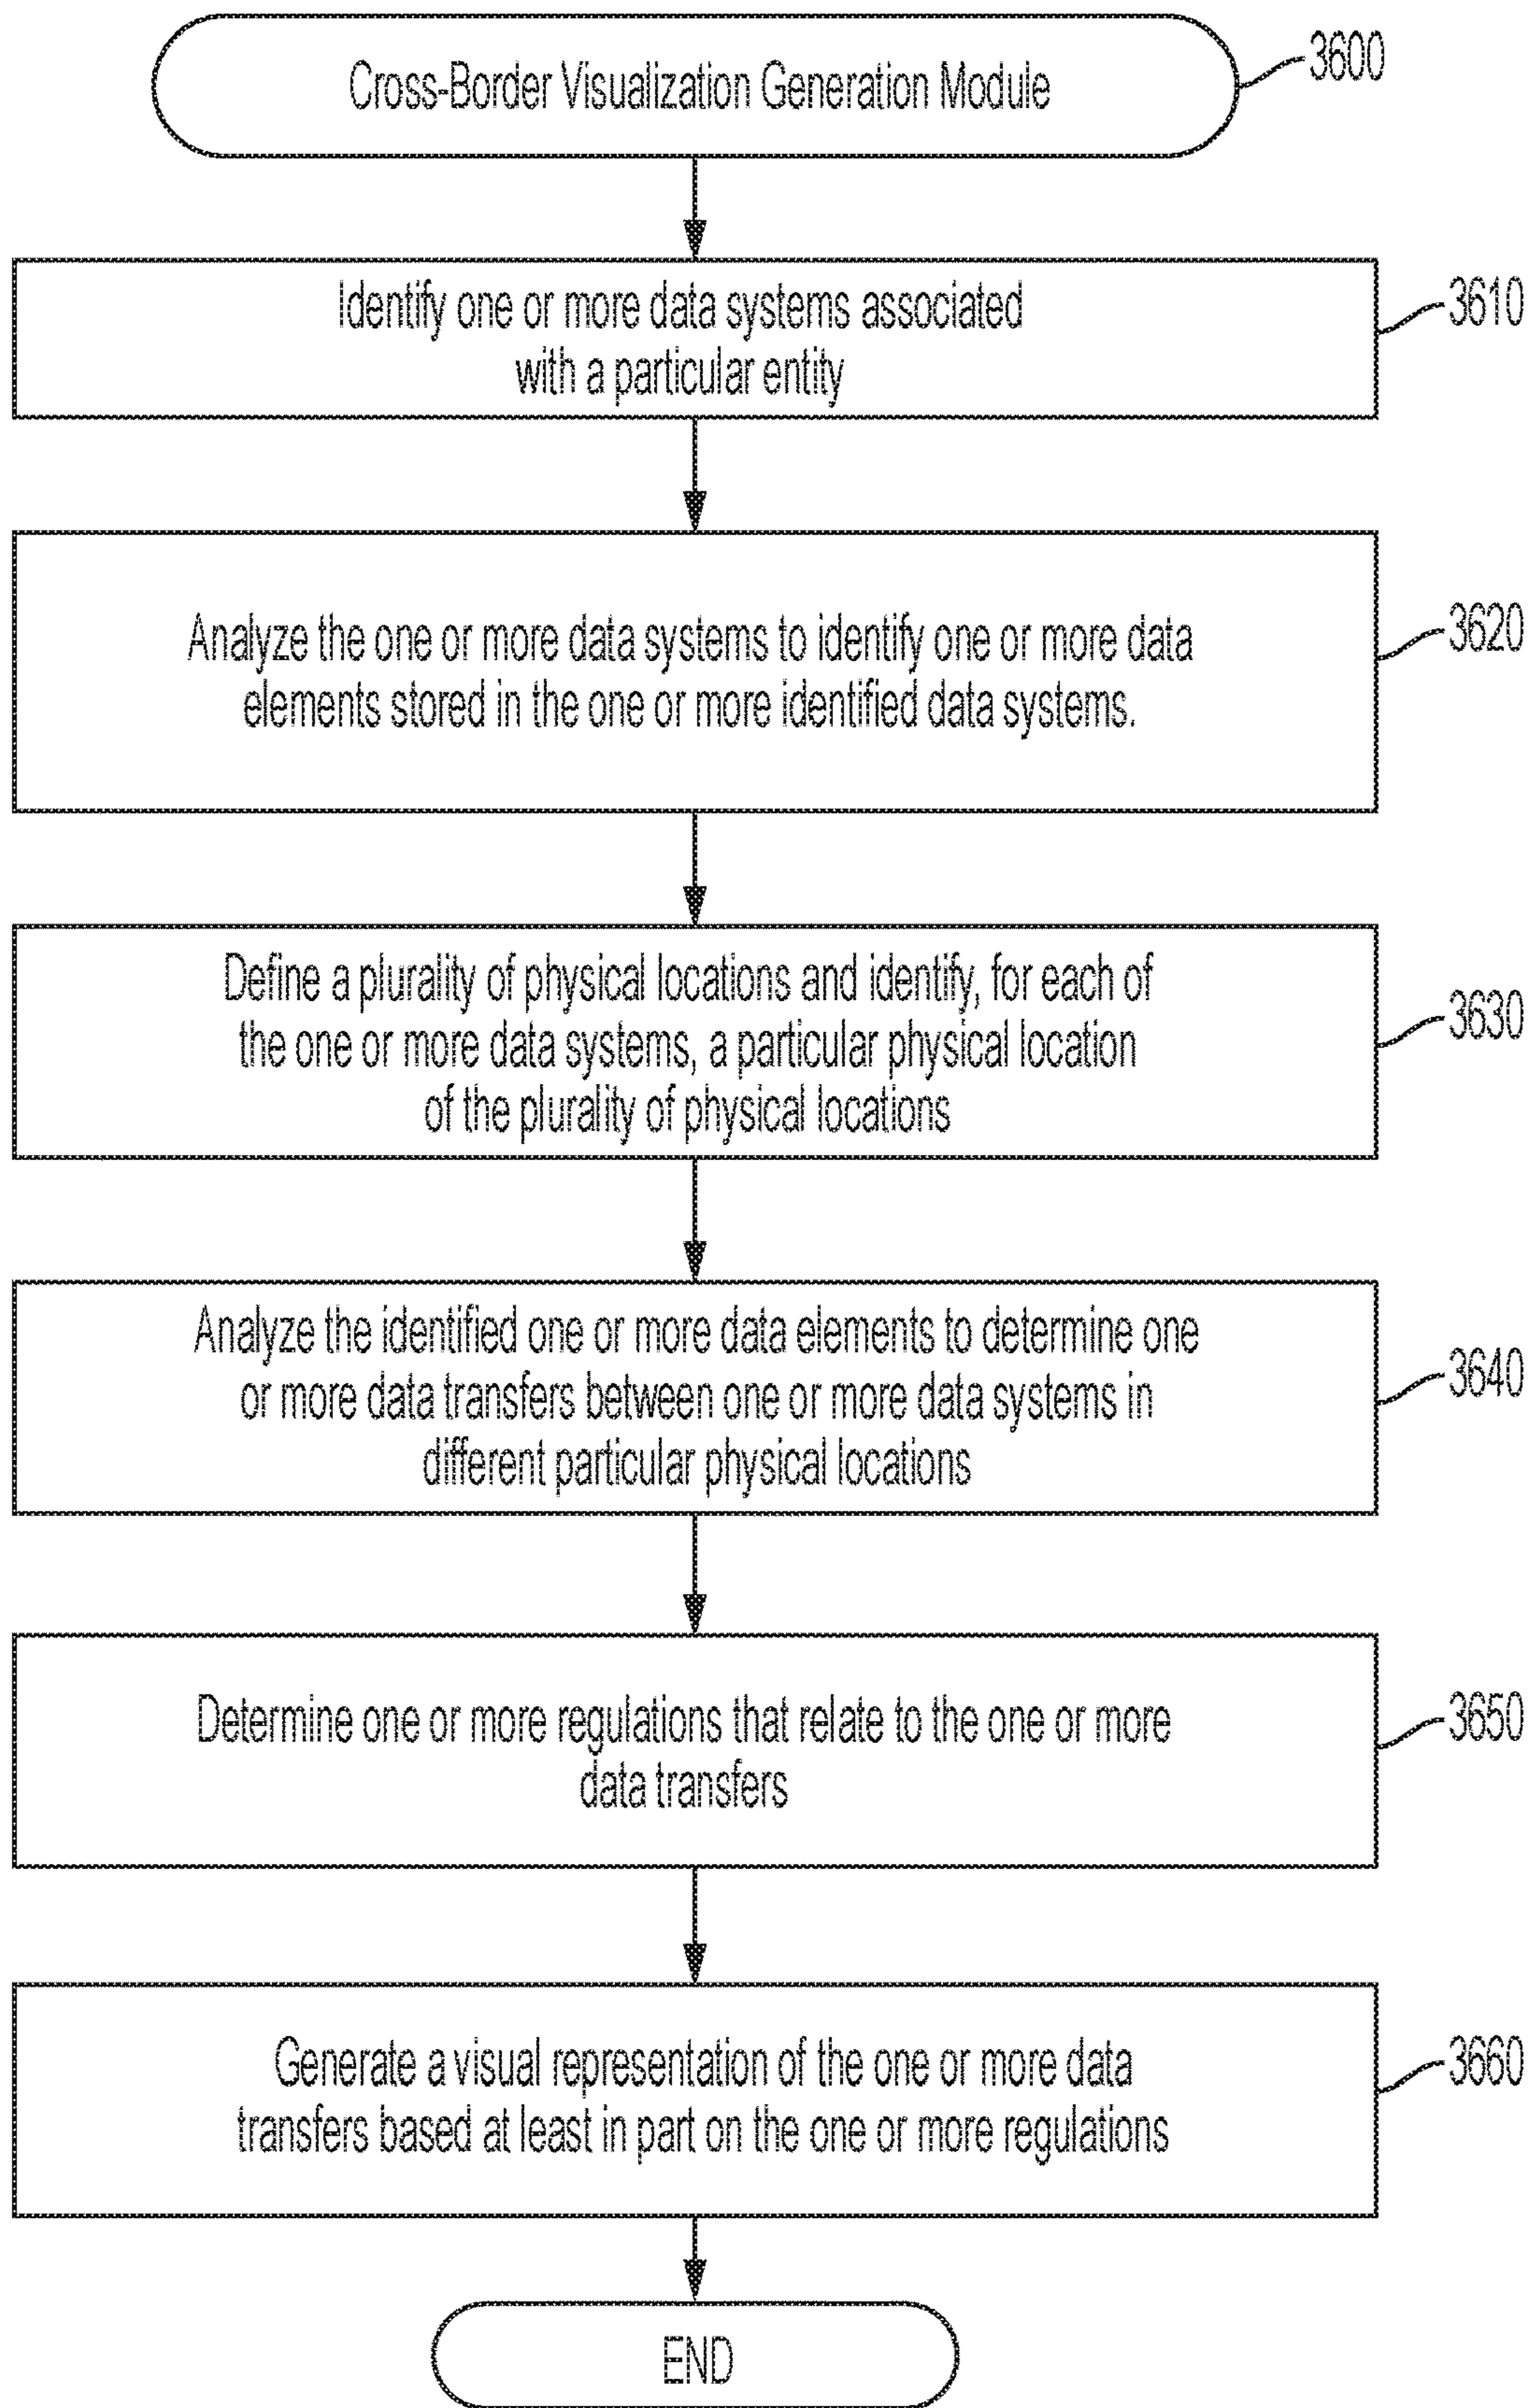 Cross-Border Visualization Generation Module
3600
Identify one or more data systems associated
with a particular entity
3610
Analyze the one or more data systems to identify one or more data
elements stored in the one or more identified data systems.
3620
Define a plurality of physical locations and identify, for each of
the one or more data systems, a particular physical location
of the plurality of physical locations
3630
Analyze the identified one or more data elements to determine one
or more data transfers between one or more data systems in
different particular physical locations
3640
Determine one or more regulations that relate to the one or more
data transfers
3650
Generate a visual representation of the one or more data
transfers based at least in part on the one or more regulations
3660
END